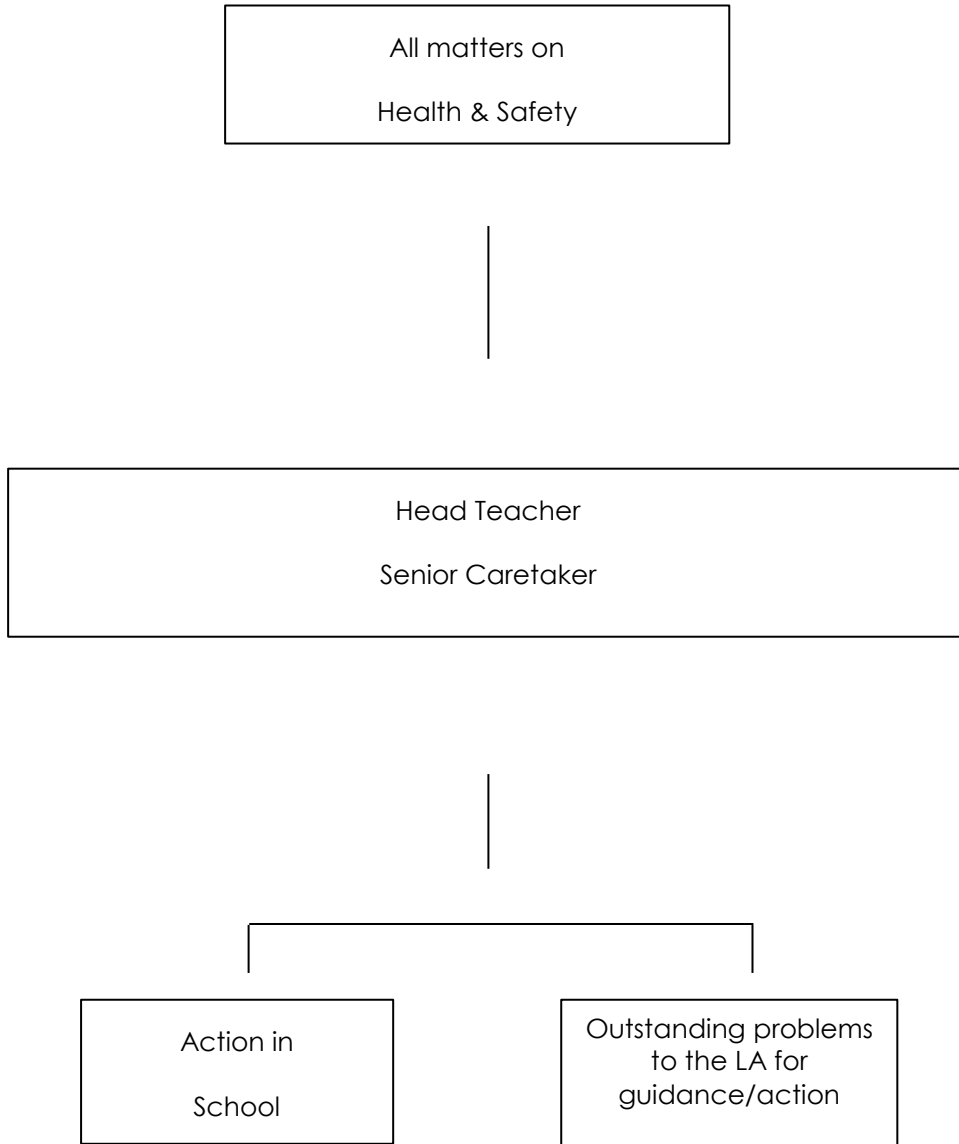 All matters on
Health & Safety
Head Teacher
Senior Caretaker
Action in
School
Outstanding problems
to the LA for
guidance/action